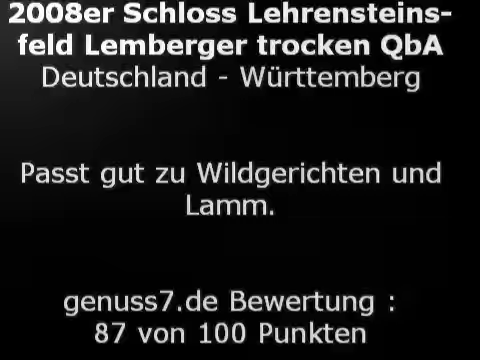 2008er Schloss Lehrensteins-
feld Lemberger trocken QbA
Deutschland - Württemberg
Passt gut zu Wildgerichten und
Lamm.
genuss7.de Bewertung :
87 von 100 Punkten